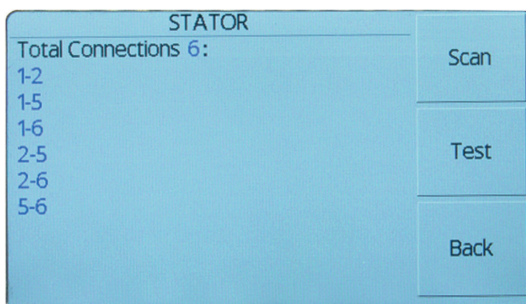 STATOR
Total Connections 6:
1-2
1-5
1-6
2-5
2-6
5-6
Scan
Test
Back